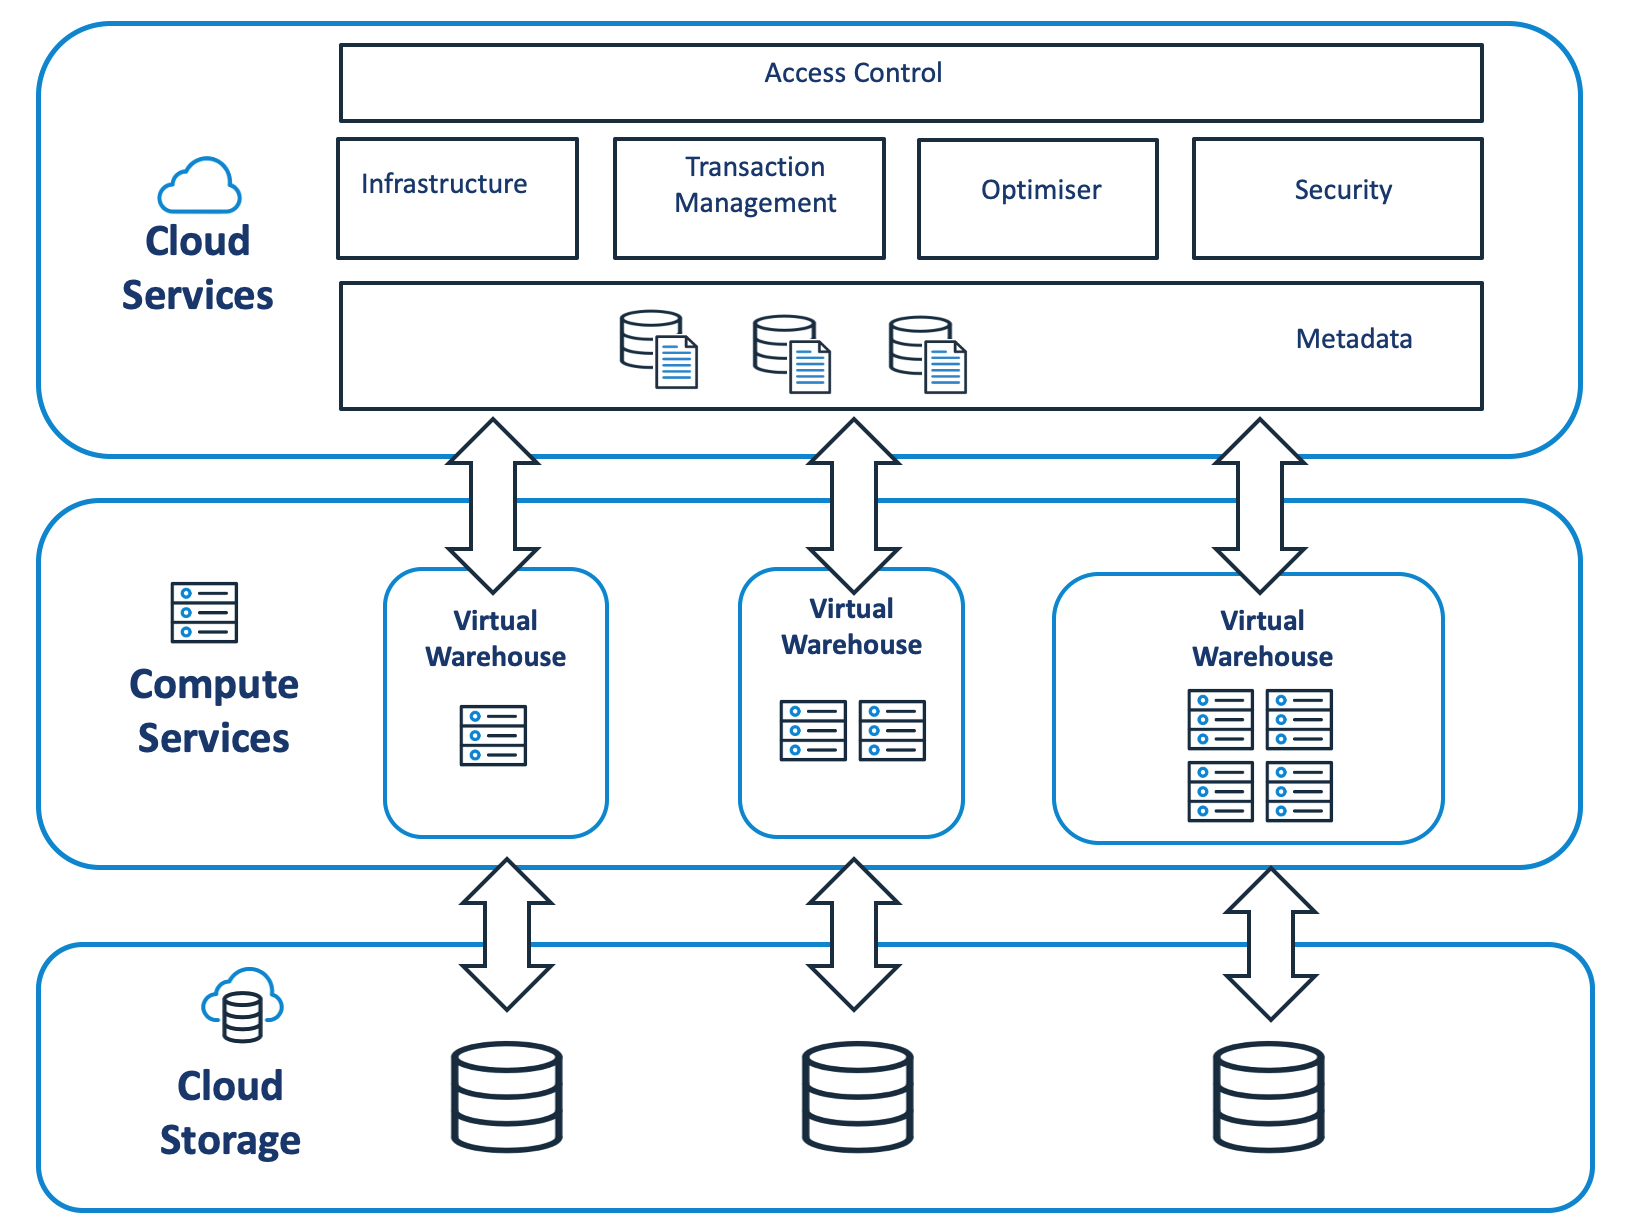 Access Control
Infrastructure
Transaction
Management
Optimiser
Security
Cloud
Services
Metadata
Compute
Services
Virtual
Warehouse
Virtual
Warehouse
Virtual
Warehouse
Cloud
Storage